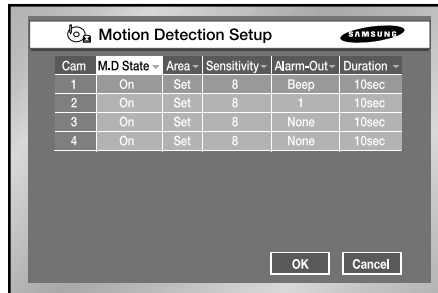 Motion Detection Setup SAMSUNG
Cam M.D State Area Sensitivity Alarm-Out Duration
1 On Set 8 Beep 10sec
2 On Set 8 1 10sec
3 On Set 8 None 10sec
4 On Set 8 None 10sec
OK Cancel